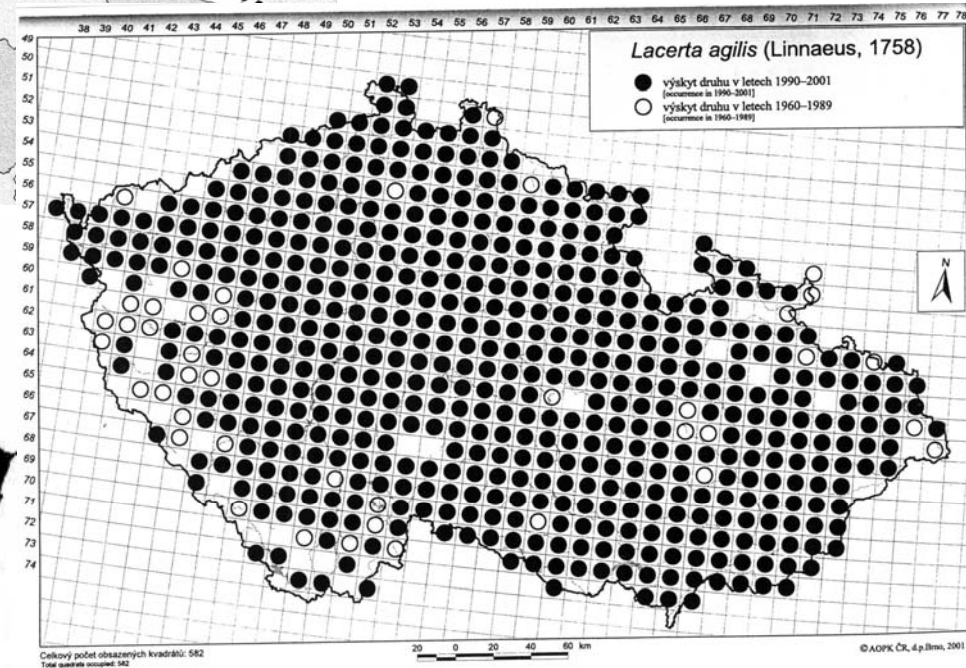 38 39 40 41 42 43 44 45 46 47 48 49 50 51 52 53 54 55 56 57 58 59 60 61 62 63 64 65 66 67 68 69 70 71 72 73 74 75 76 77 78
49
50
51
52
53
54
55
56
57
58
59
60
61
62
63
64
65
66
67
68
69
70
71
72
73
74
Lacerta agilis (Linnaeus, 1758)
výskyt druhu v letech 1990–2001
[occurrence in 1990–2001]
výskyt druhu v letech 1960–1989
[occurrence in 1960–1989]
N
Celkový počet obsazených kvadrátů: 582
Total quadrats occupied: 582
20 0 20 40 60 km
© AOPK ČR, d.p.Brno, 2001